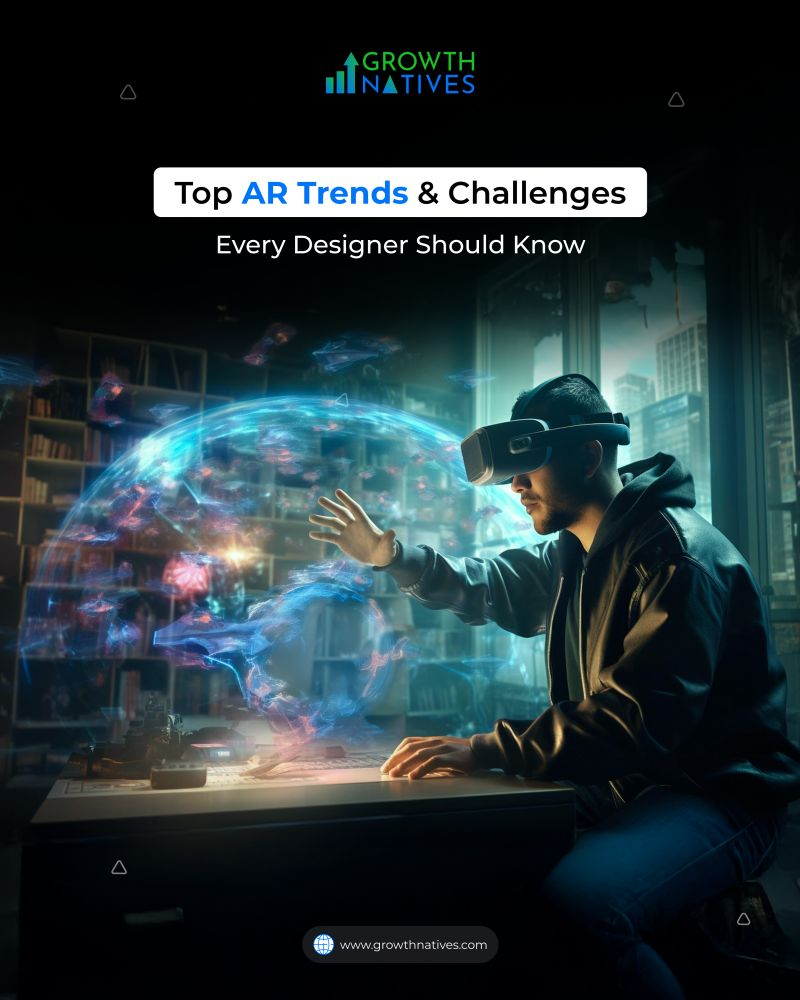 GROWTH
NATIVES
Top AR Trends & Challenges
Every Designer Should Know
www.growthnatives.com